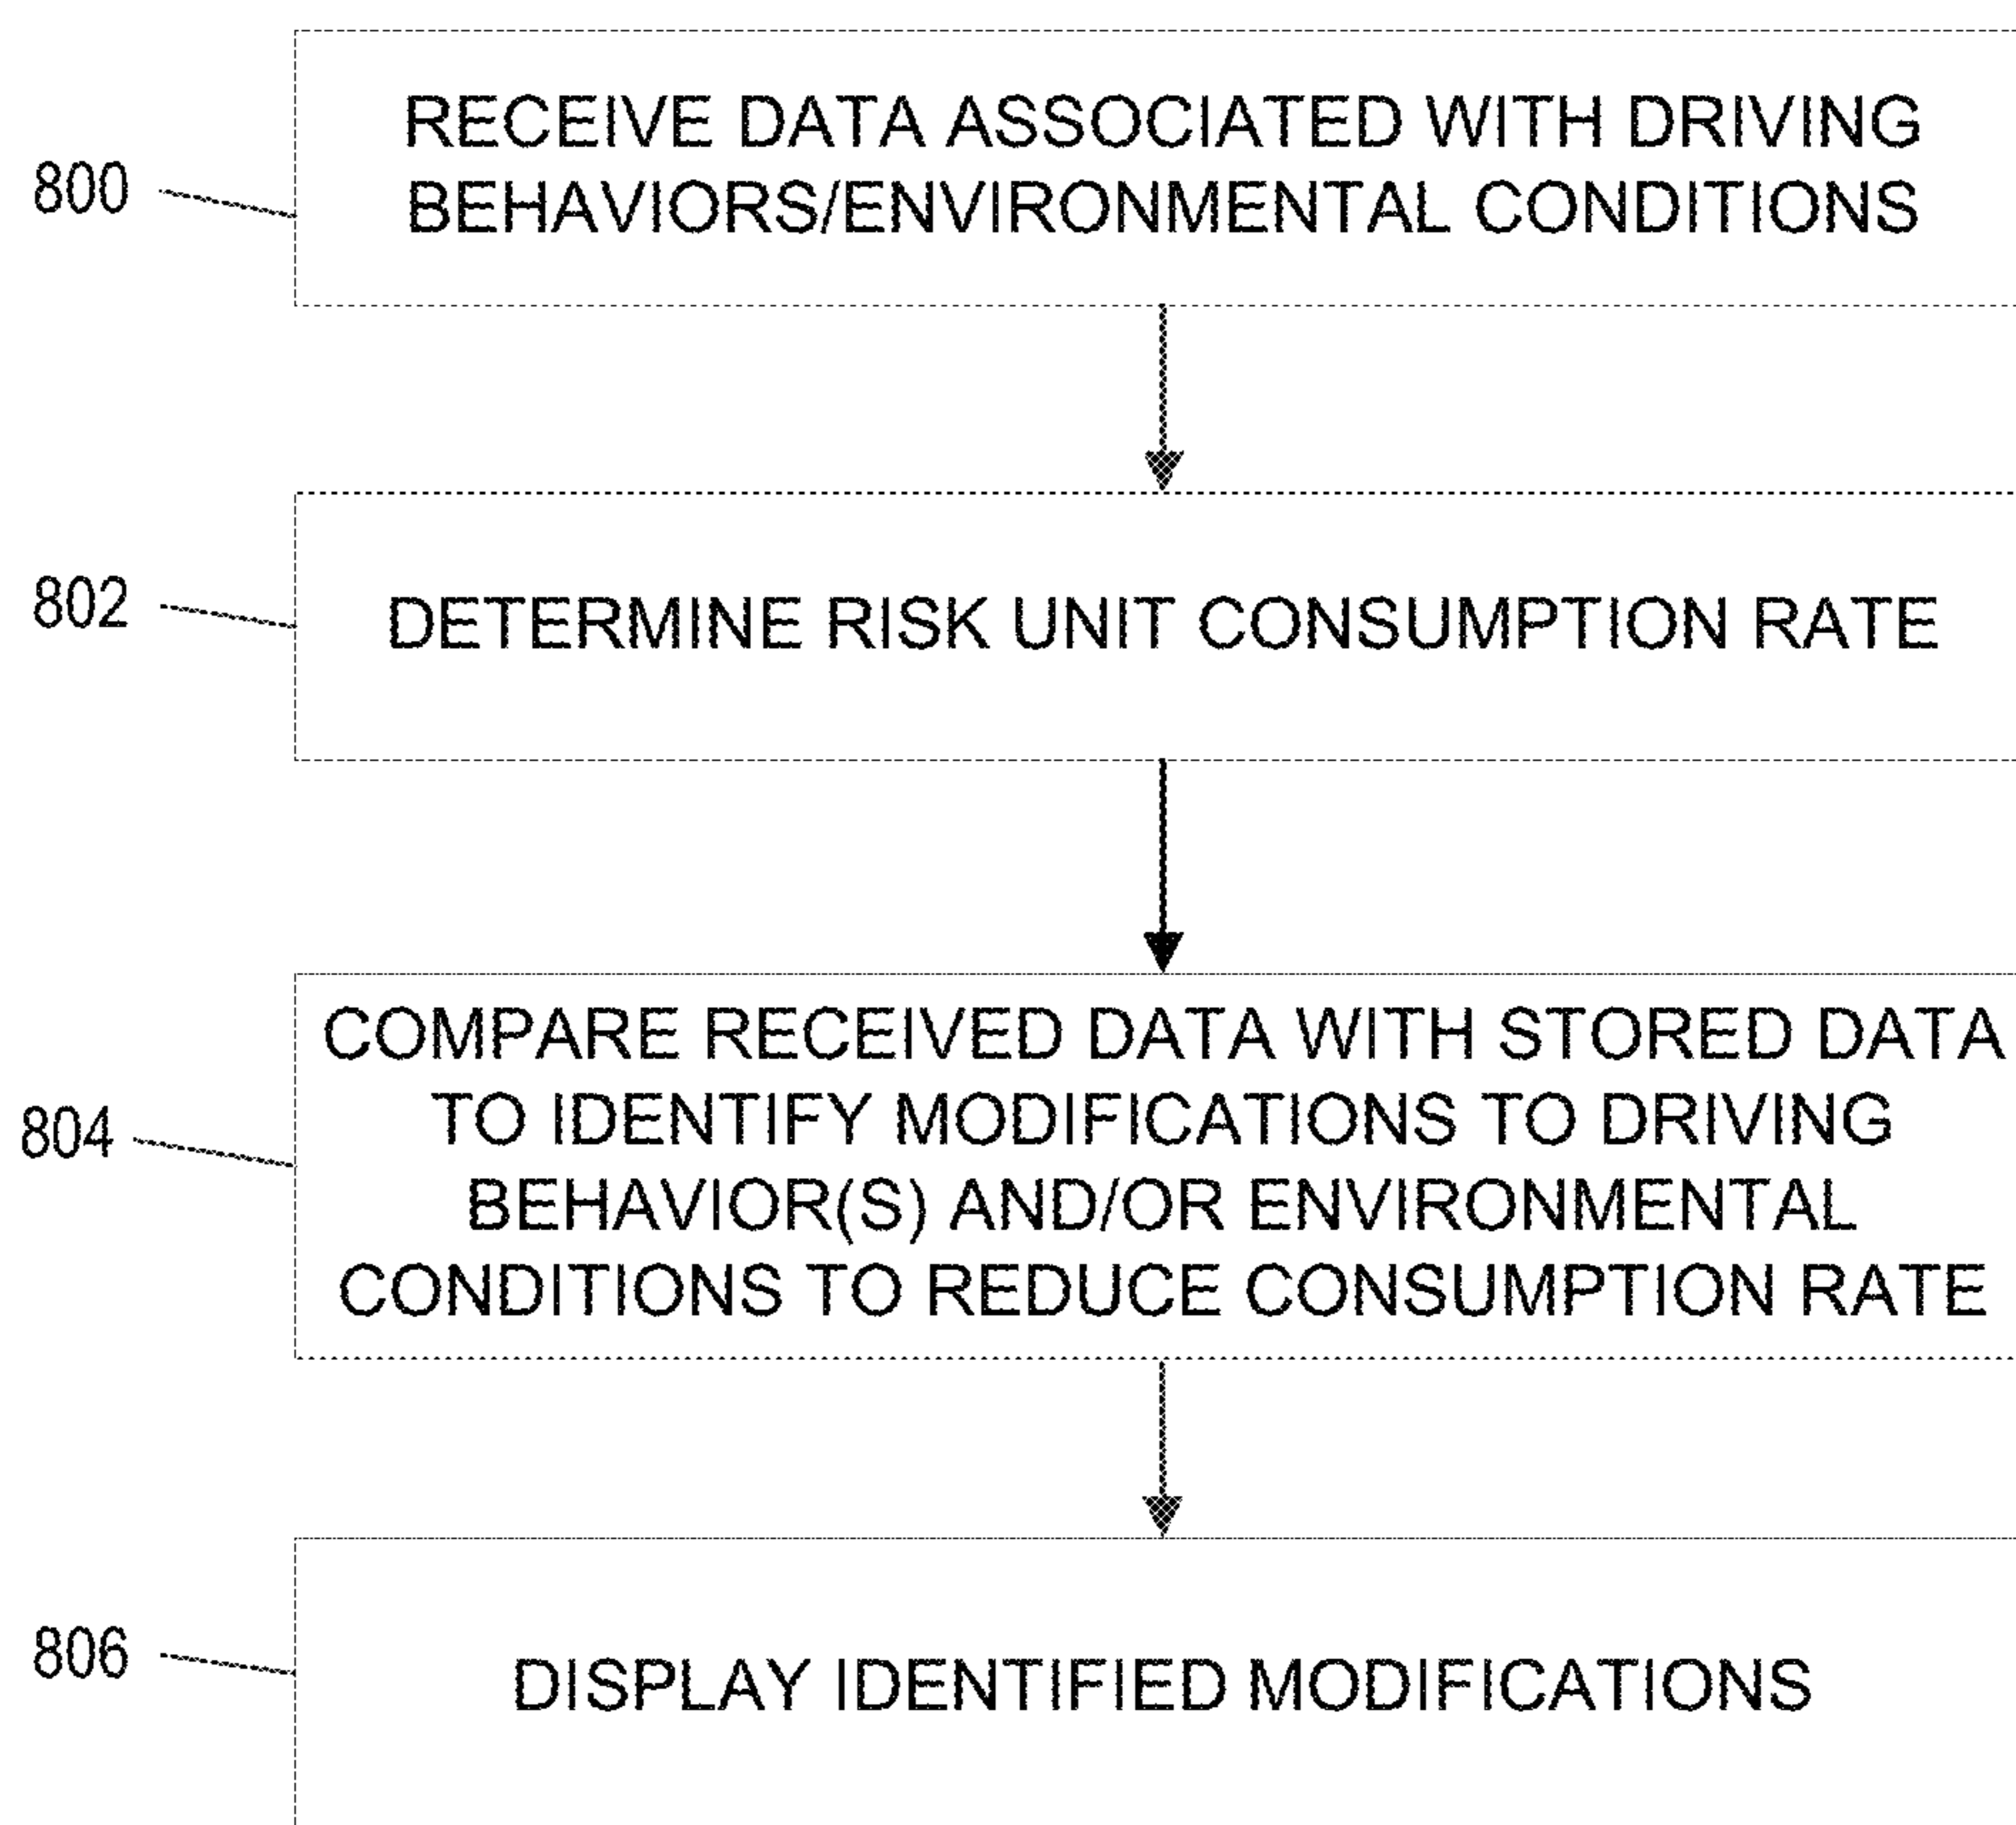 RECEIVE DATA ASSOCIATED WITH DRIVING
BEHAVIORS/ENVIRONMENTAL CONDITIONS
800
DETERMINE RISK UNIT CONSUMPTION RATE
802
COMPARE RECEIVED DATA WITH STORED DATA
TO IDENTIFY MODIFICATIONS TO DRIVING
BEHAVIOR(S) AND/OR ENVIRONMENTAL
CONDITIONS TO REDUCE CONSUMPTION RATE
804
DISPLAY IDENTIFIED MODIFICATIONS
806